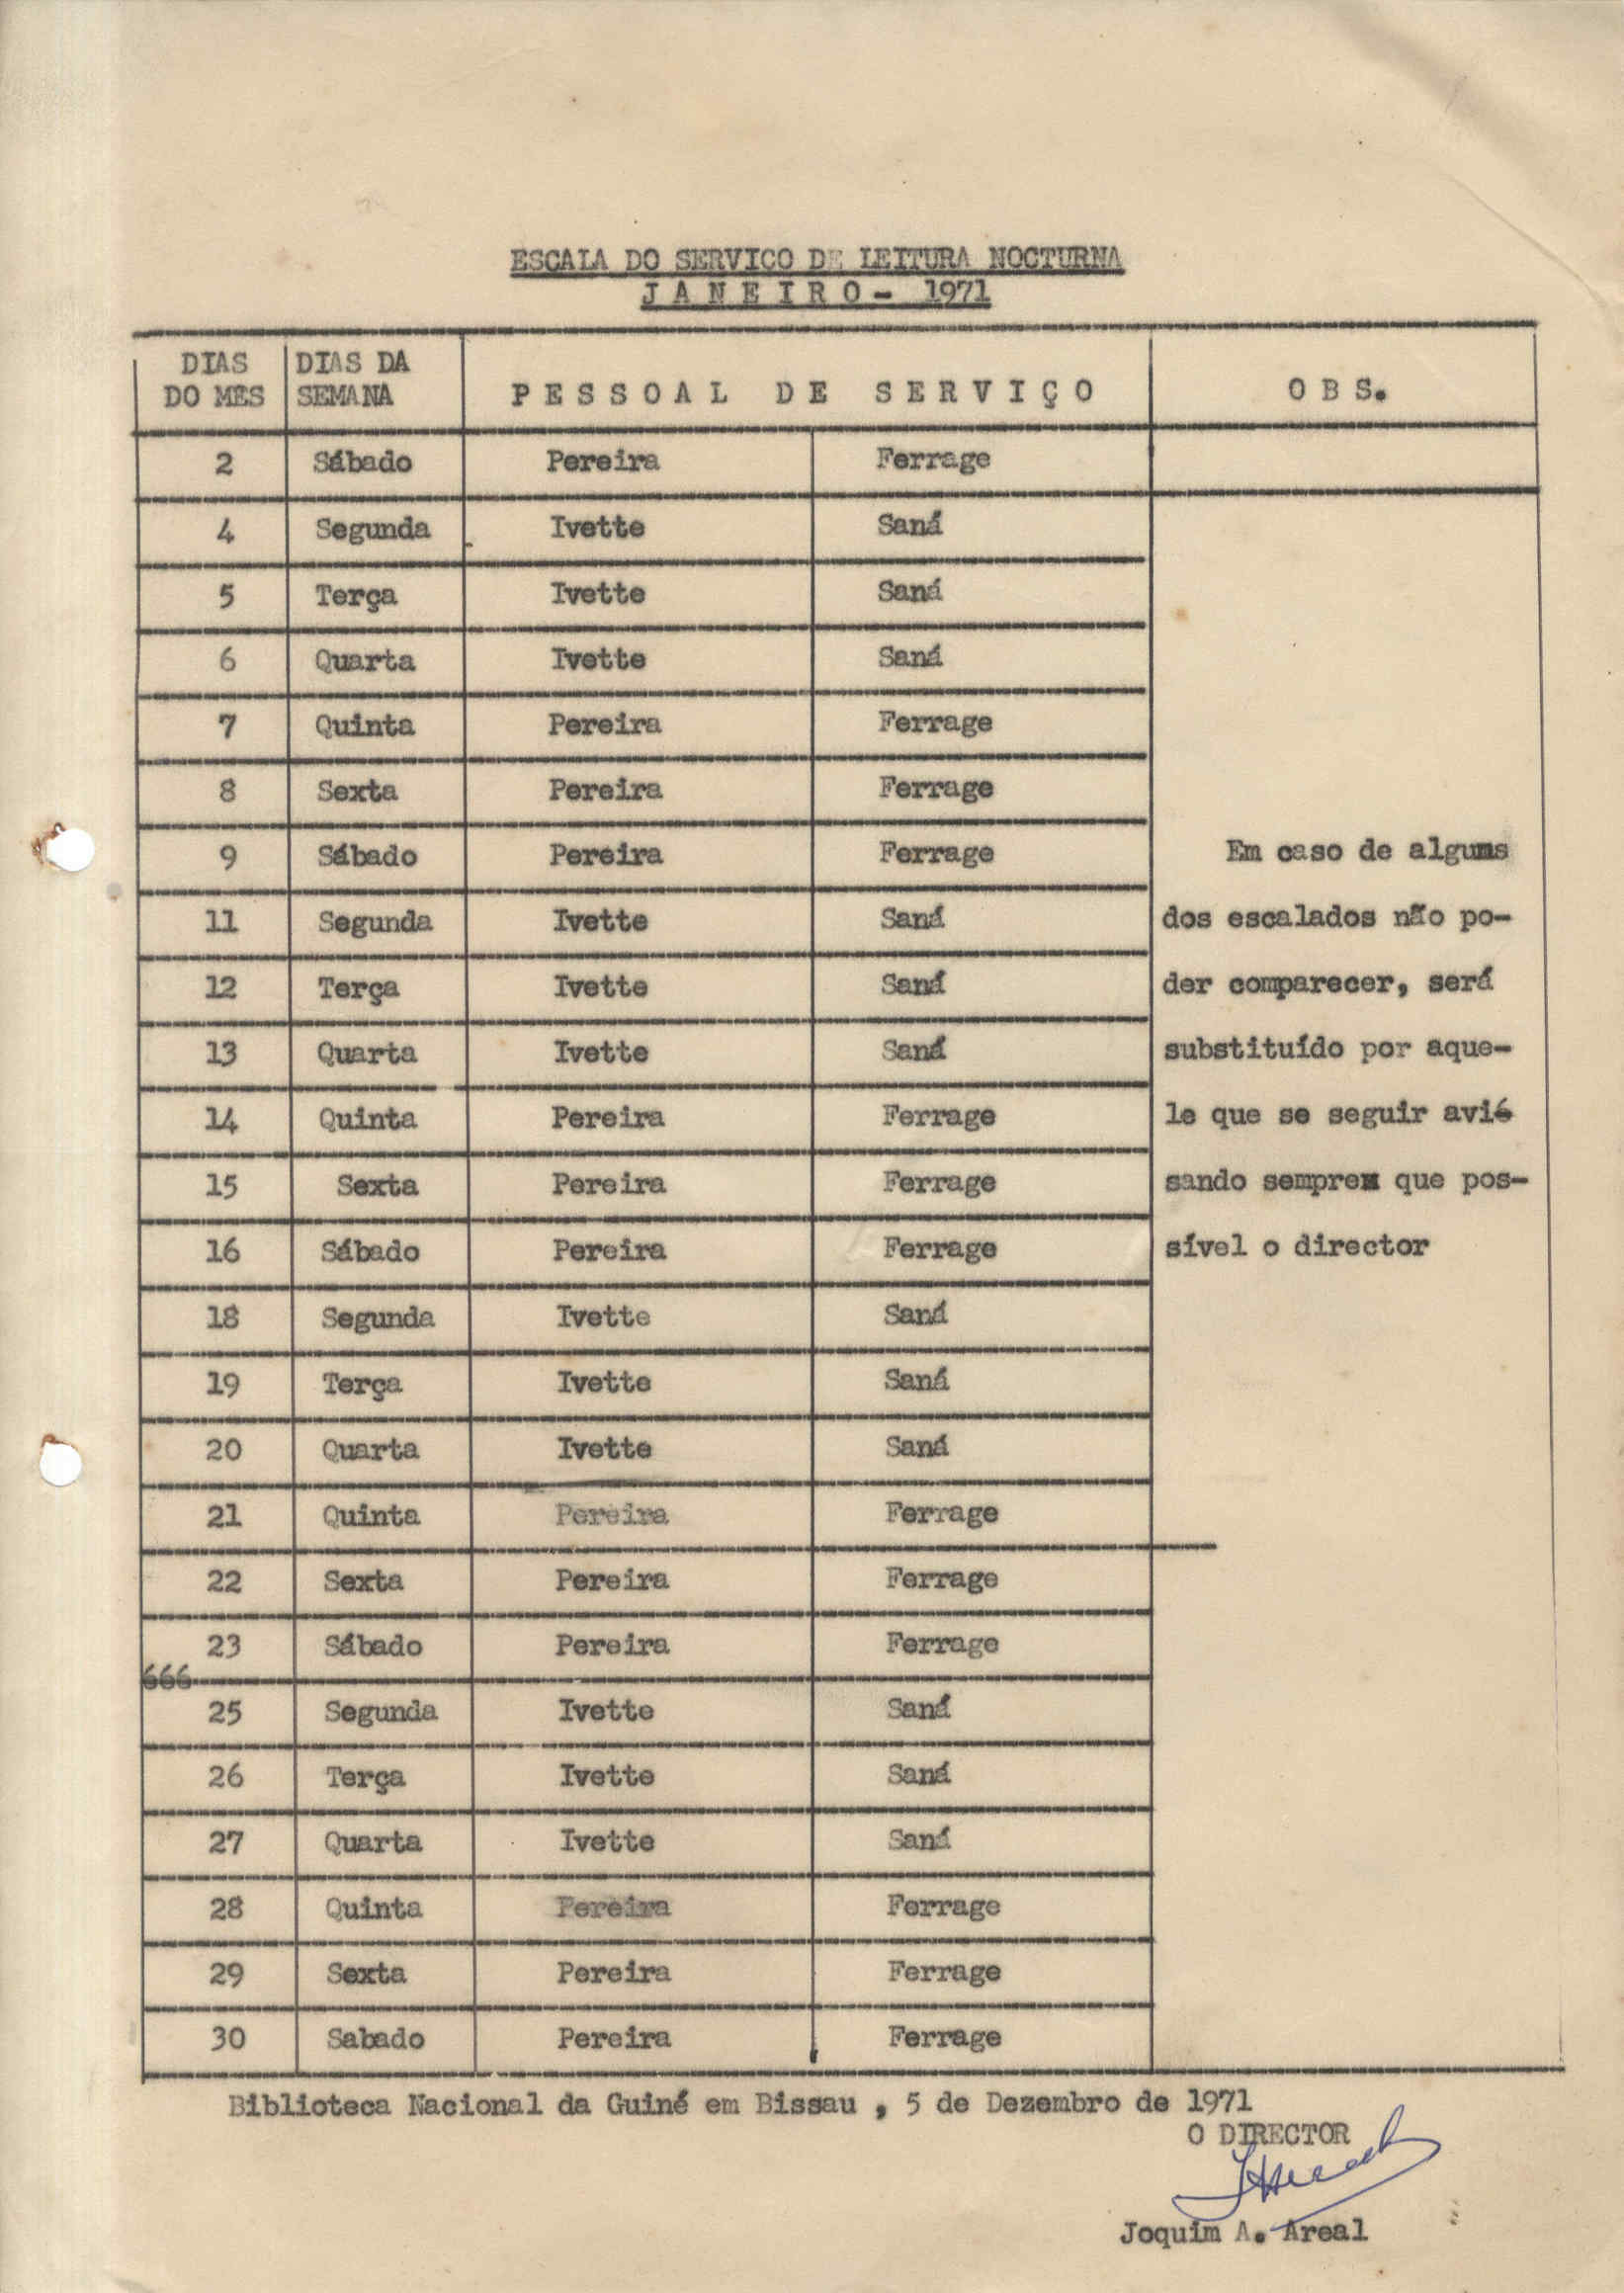 ESCALA DO SERVICO DE LEITURA NOCTURNA
JANEIRO - 1971
DIAS DO MES DIAS DA SEMANA PESSOAL DE SERVIÇO OBS.
2 Sábado Pereira Ferrage
4 Segunda Ivette Saná
5 Terça Ivette Saná
6 Quarta Ivette Saná
7 Quinta Pereira Ferrage
8 Sexta Pereira Ferrage
9 Sábado Pereira Ferrage
11 Segunda Ivette Saná
12 Terça Ivette Saná
13 Quarta Ivette Saná
14 Quinta Pereira Ferrage
15 Sexta Pereira Ferrage
16 Sábado Pereira Ferrage
18 Segunda Ivette Saná
19 Terça Ivette Saná
20 Quarta Ivette Saná
21 Quinta Pereira Ferrage
22 Sexta Pereira Ferrage
23 Sábado Pereira Ferrage
666
25 Segunda Ivette Saná
26 Terça Ivette Saná
27 Quarta Ivette Saná
28 Quinta Pereira Ferrage
29 Sexta Pereira Ferrage
30 Sabado Pereira Ferrage
Em caso de alguns
dos escalados não po-
der comparecer, será
substituído por aque-
le que se seguir avi-
sando sempre que pos-
sível o director
Biblioteca Nacional da Guiné em Bissau , 5 de Dezembro de 1971
O DIRECTOR
Joquim A. Areal